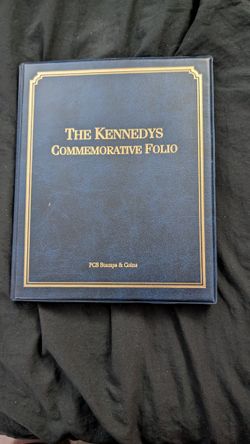 THE KENNEDYS
COMMEMORATIVE FOLIO
PCS Stamps & Coins